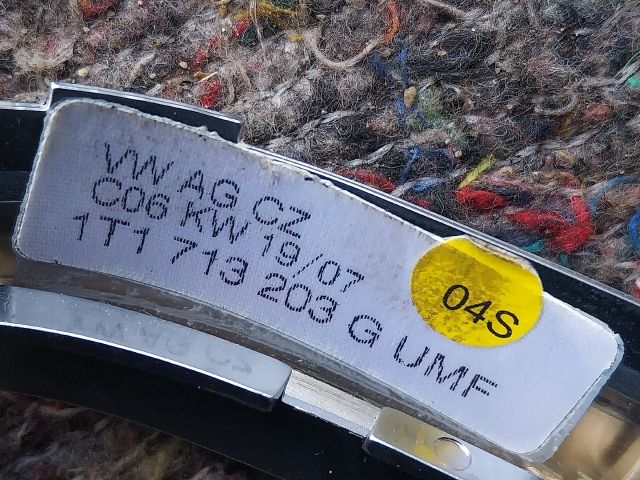 VW AG CZ
C06 KW 19/07
1T1 713 203 G UMF
04S